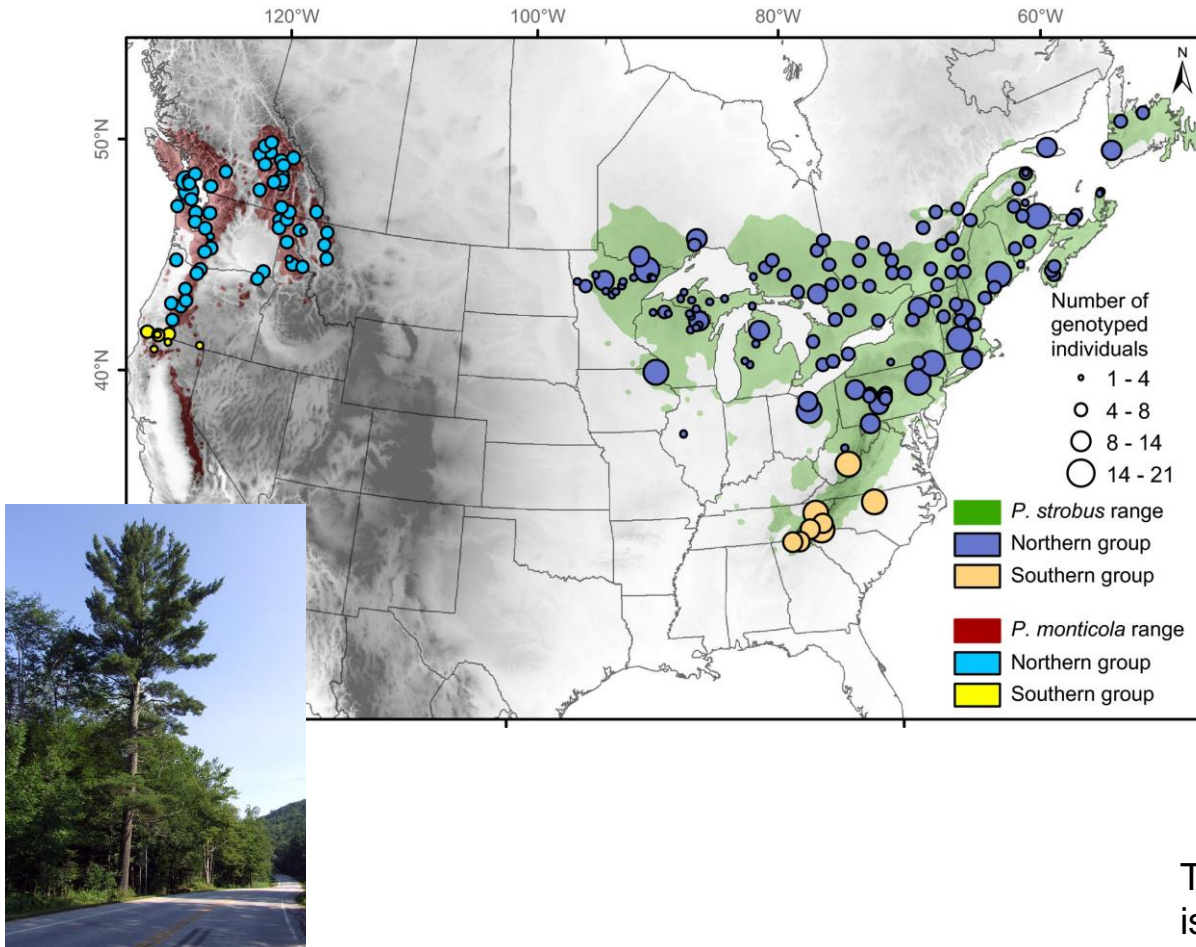 120°W
100°W
80°W
60°W
N
50°N
40°N
Number of
genotyped
individuals
1 - 4
4 - 8
8 - 14
14 - 21
P. strobus range
Northern group
Southern group
P. monticola range
Northern group
Southern group
T
is